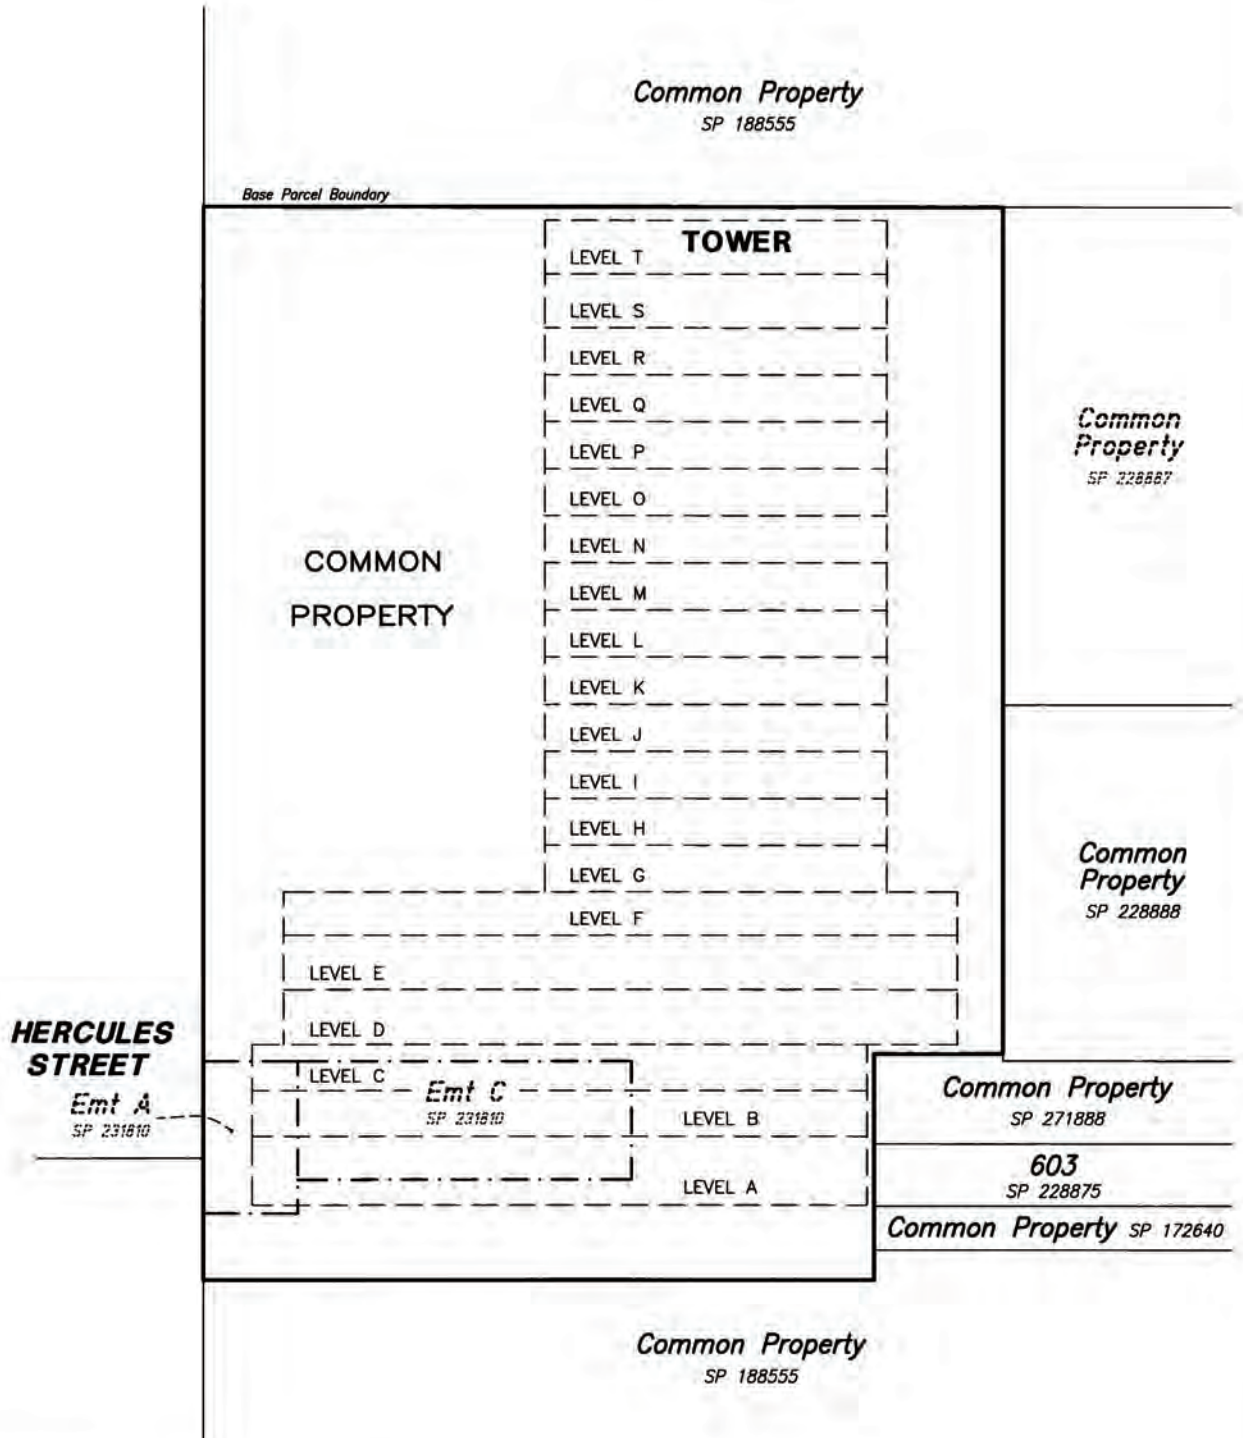 Common Property
SP 188555
Base Parcel Boundary
TOWER
LEVEL T
LEVEL S
LEVEL R
LEVEL Q
LEVEL P
LEVEL O
LEVEL N
LEVEL M
LEVEL L
LEVEL K
LEVEL J
LEVEL I
LEVEL H
LEVEL G
LEVEL F
LEVEL E
LEVEL D
LEVEL C
LEVEL B
LEVEL A
COMMON
PROPERTY
Common
Property
SP 228887
Common
Property
SP 228888
HERCULES
STREET
Emt A
SP 231810
Emt C
SP 231810
Common Property
SP 271888
603
SP 228875
Common Property SP 172640
Common Property
SP 188555